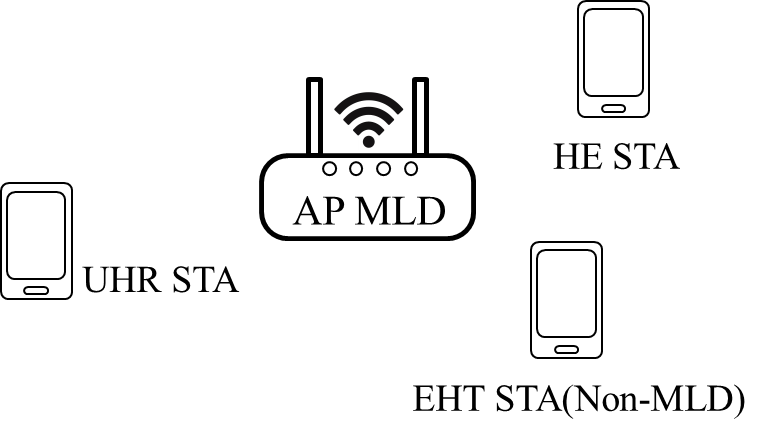 HE STA
AP MLD
UHR STA
EHT STA(Non-MLD)